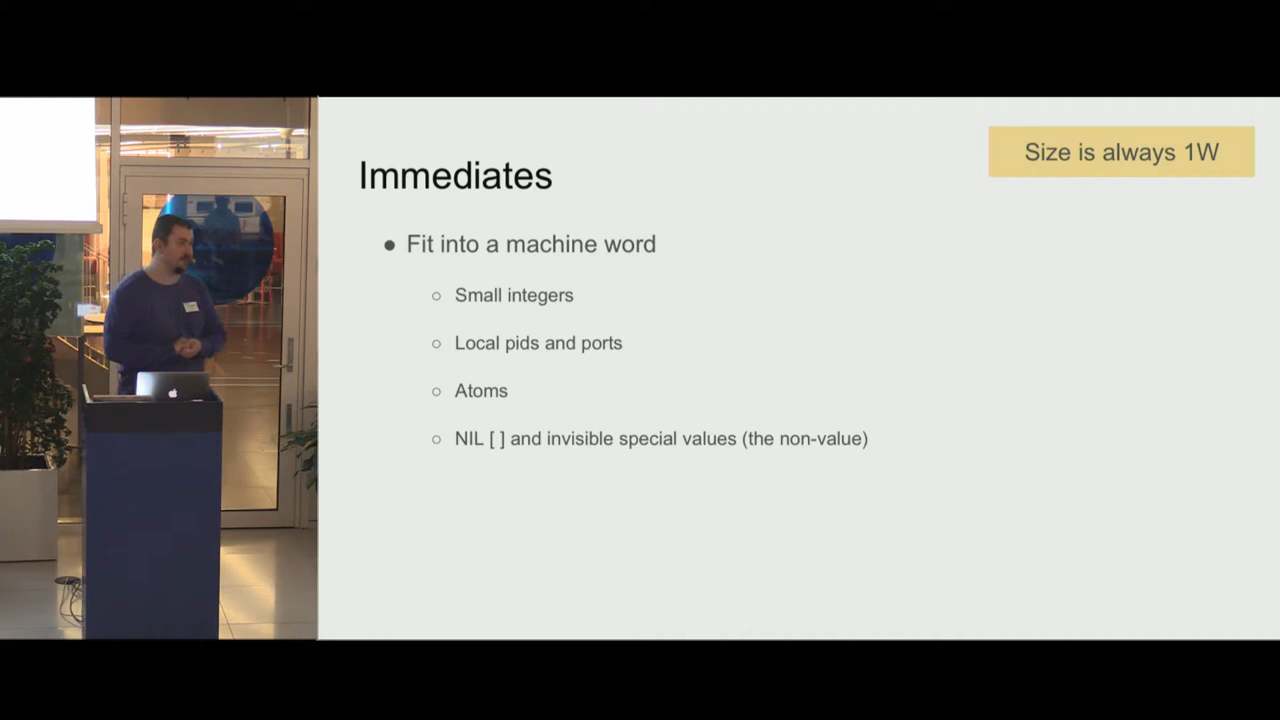 Size is always 1W
Immediates
● Fit into a machine word
○ Small integers
○ Local pids and ports
○ Atoms
○ NIL [ ] and invisible special values (the non-value)